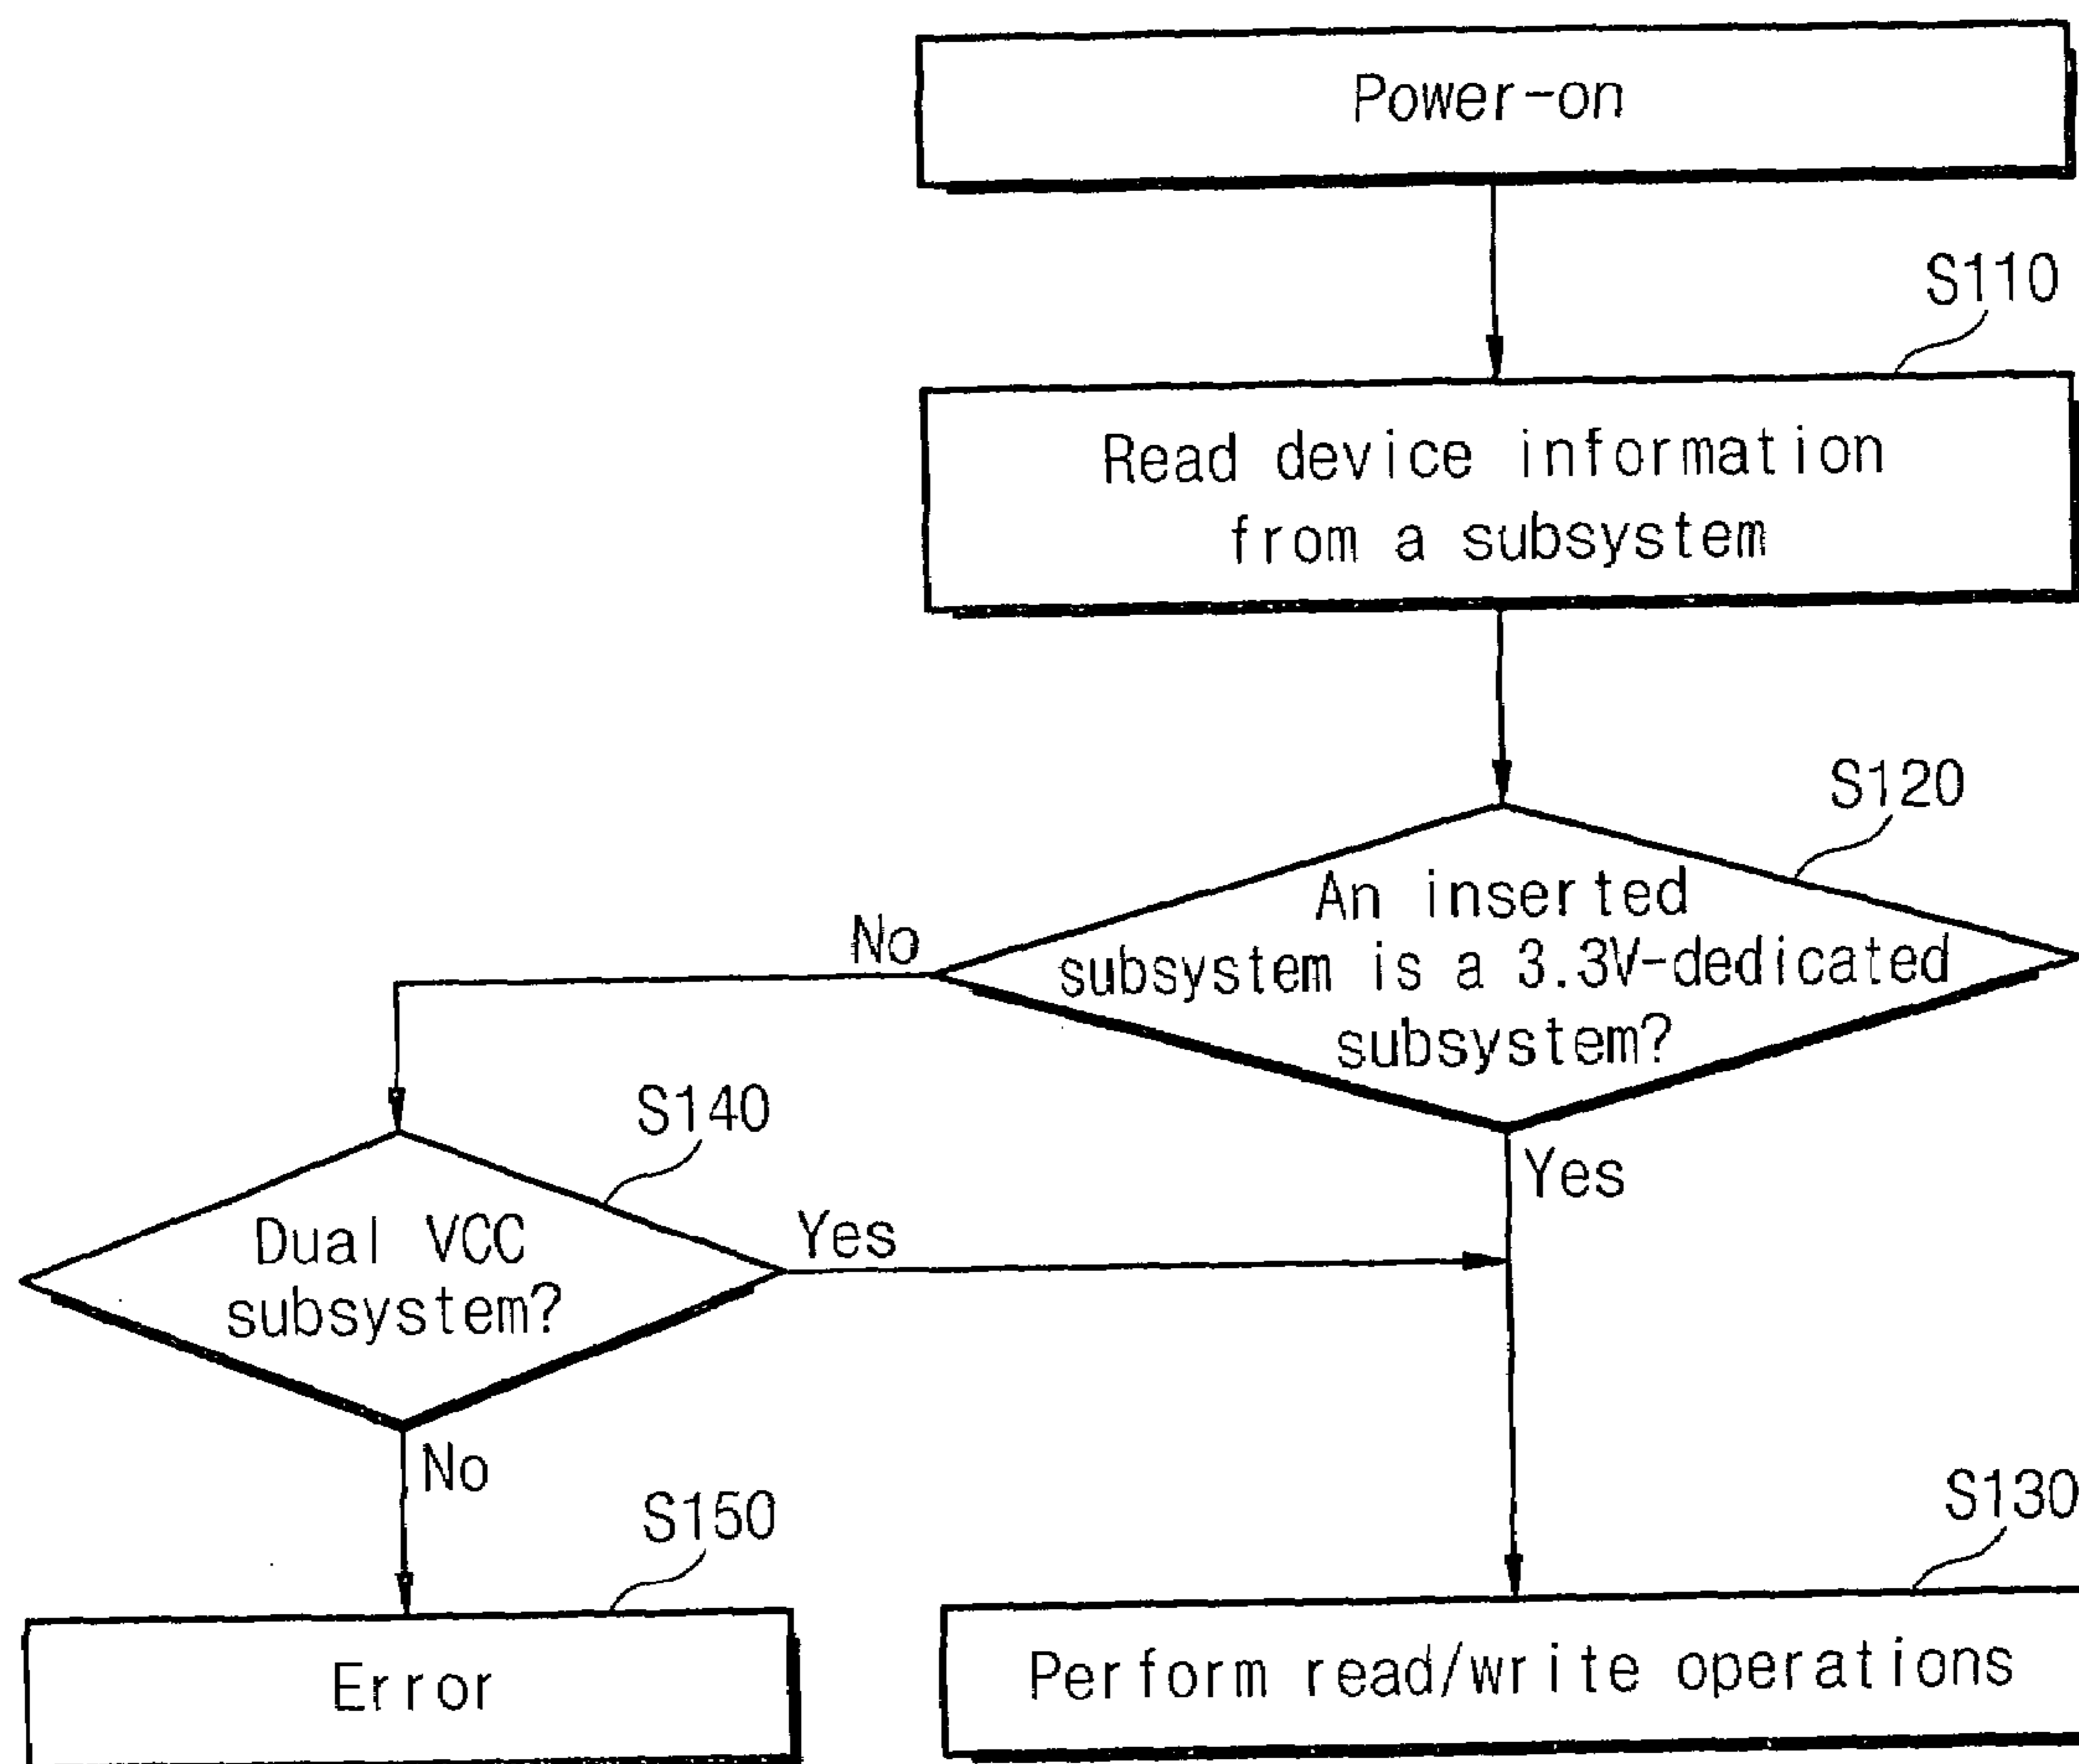 Power-on
S110
Read device information
from a subsystem
S120
An inserted
subsystem is a 3.3V-dedicated
subsystem?
No
Yes
S140
Dual VCC
subsystem?
Yes
No
S150
Error
S130
Perform read/write operations